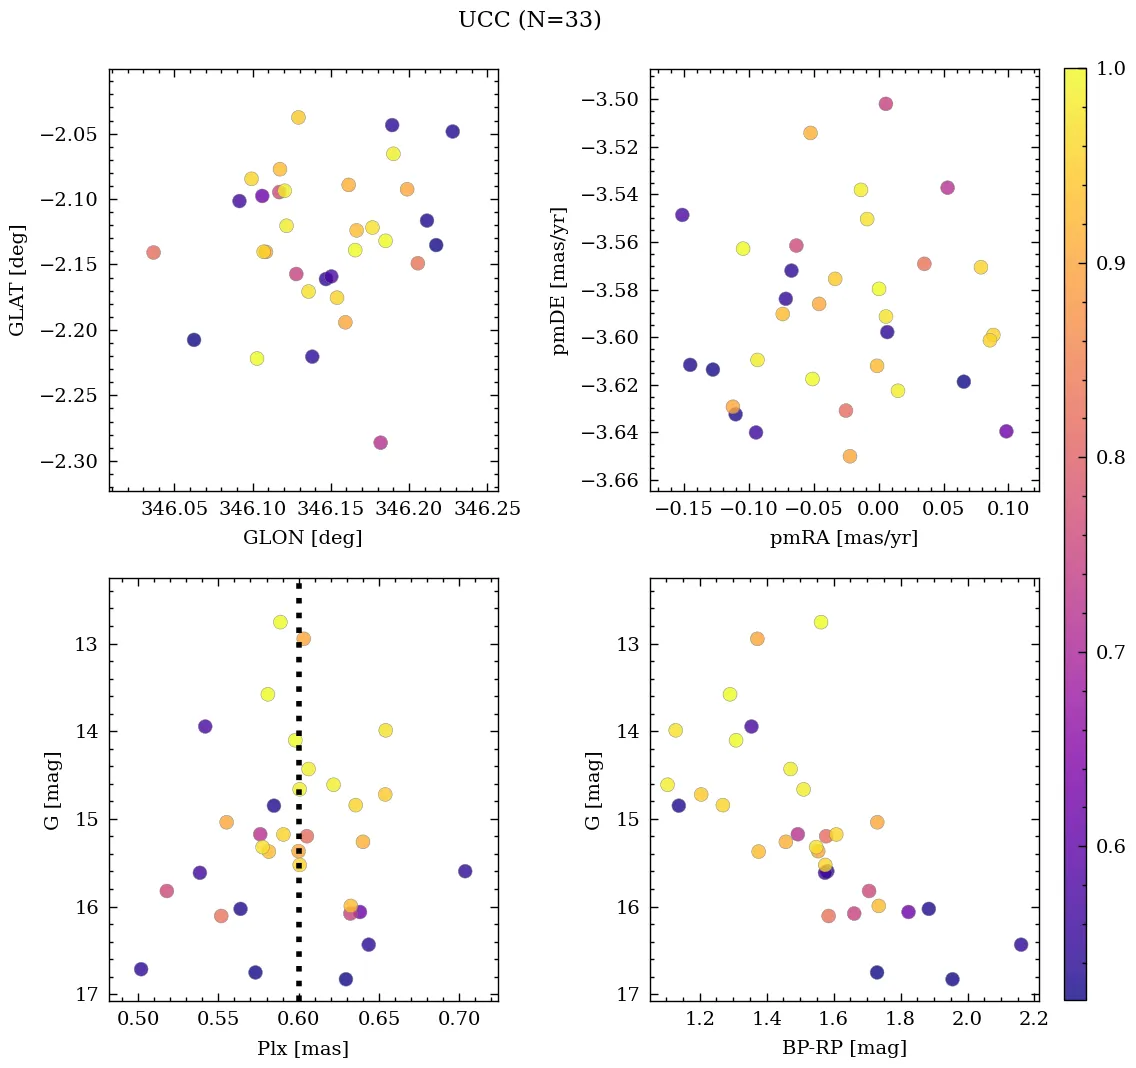 UCC (N=33)
−2.05
−2.10
−2.15
−2.20
−2.25
−2.30
GLAT [deg]
346.05 346.10 346.15 346.20 346.25
GLON [deg]
−3.50
−3.52
−3.54
−3.56
−3.58
−3.60
−3.62
−3.64
−3.66
pmDE [mas/yr]
−0.15 −0.10 −0.05 0.00 0.05 0.10
pmRA [mas/yr]
1.0
0.9
0.8
0.7
0.6
13
14
15
16
17
G [mag]
0.50 0.55 0.60 0.65 0.70
Plx [mas]
13
14
15
16
17
G [mag]
1.2 1.4 1.6 1.8 2.0 2.2
BP-RP [mag]